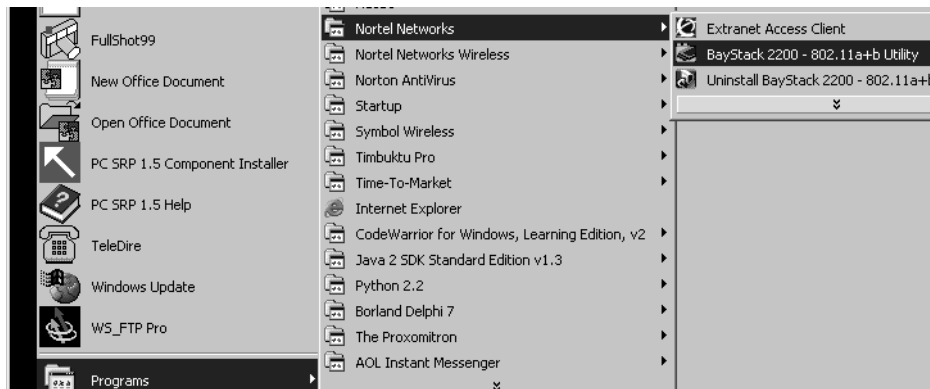 FullShot99
New Office Document
Open Office Document
PC SRP 1.5 Component Installer
PC SRP 1.5 Help
TeleDire
Windows Update
WS_FTP Pro
Programs
Nortel Networks
Nortel Networks Wireless
Norton AntiVirus
Startup
Symbol Wireless
Timbuktu Pro
Time-To-Market
Internet Explorer
CodeWarrior for Windows, Learning Edition, v2
Java 2 SDK Standard Edition v1.3
Python 2.2
Borland Delphi 7
The Proxomitron
AOL Instant Messenger
Extranet Access Client
BayStack 2200 - 802.11a+b Utility
Uninstall BayStack 2200 - 802.11a+b